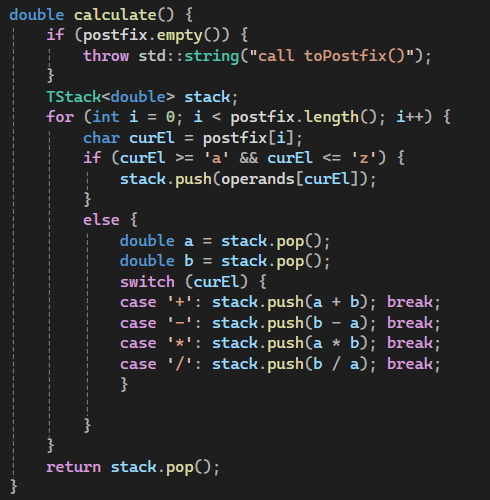 double calculate() {
    if (postfix.empty()) {
        throw std::string("call toPostfix()");
    }
    TStack<double> stack;
    for (int i = 0; i < postfix.length(); i++) {
        char curEl = postfix[i];
        if (curEl >= 'a' && curEl <= 'z') {
            stack.push(operands[curEl]);
        }
        else {
            double a = stack.pop();
            double b = stack.pop();
            switch (curEl) {
            case '+': stack.push(a + b); break;
            case '-': stack.push(b - a); break;
            case '*': stack.push(a * b); break;
            case '/': stack.push(b / a); break;
            }

        }
    }
    return stack.pop();
}